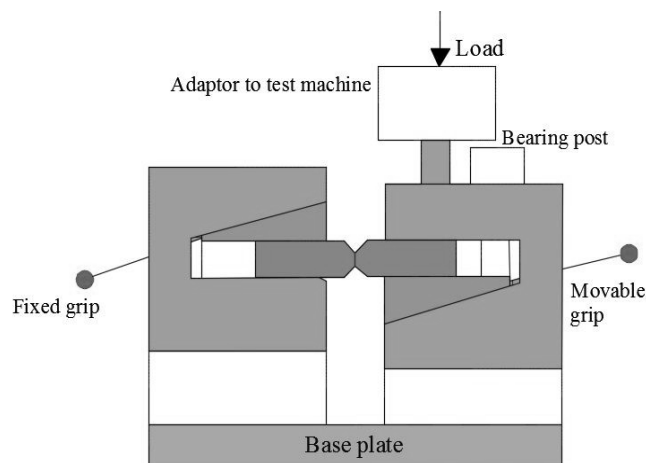 Load
Adaptor to test machine
Bearing post
Fixed grip
Movable
grip
Base plate